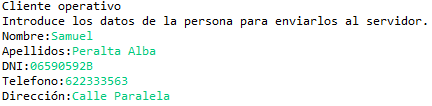 Cliente operativo
Introduce los datos de la persona para enviarlos al servidor.
Nombre:Samuel
Apellidos:Peralta Alba
DNI:06590592B
Telefono:622333563
Dirección:Calle Paralela